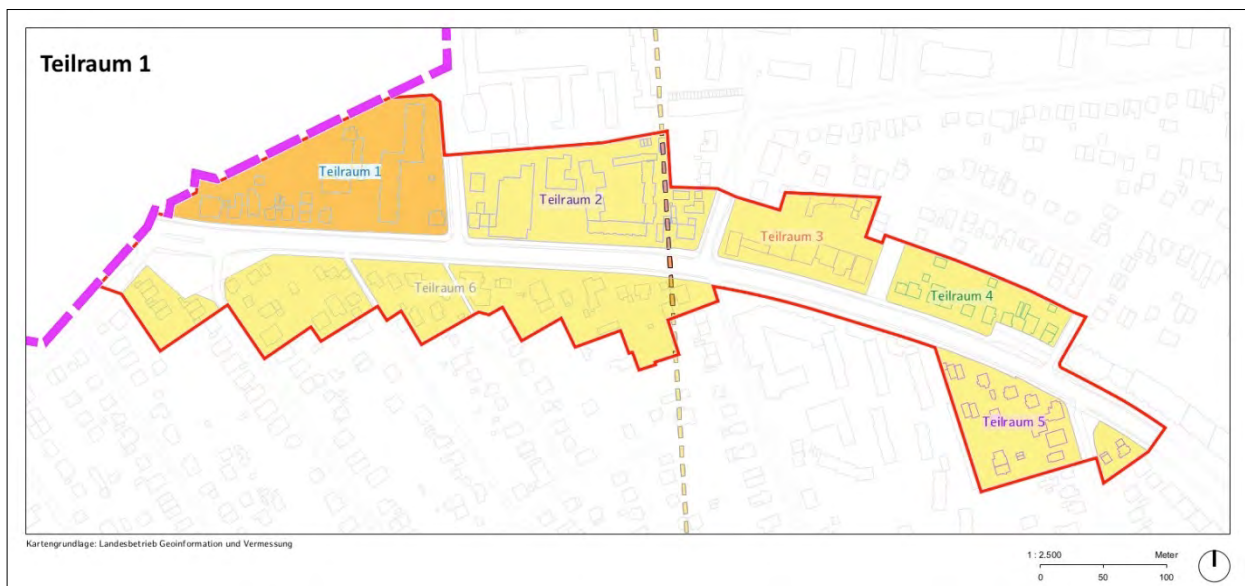 Teilraum 1
Teilraum 1
Teilraum 2
Teilraum 3
Teilraum 4
Teilraum 6
Teilraum 5
Kartengrundlage: Landesbetrieb Geoinformation und Vermessung
1 : 2.500 Meter
0 50 100